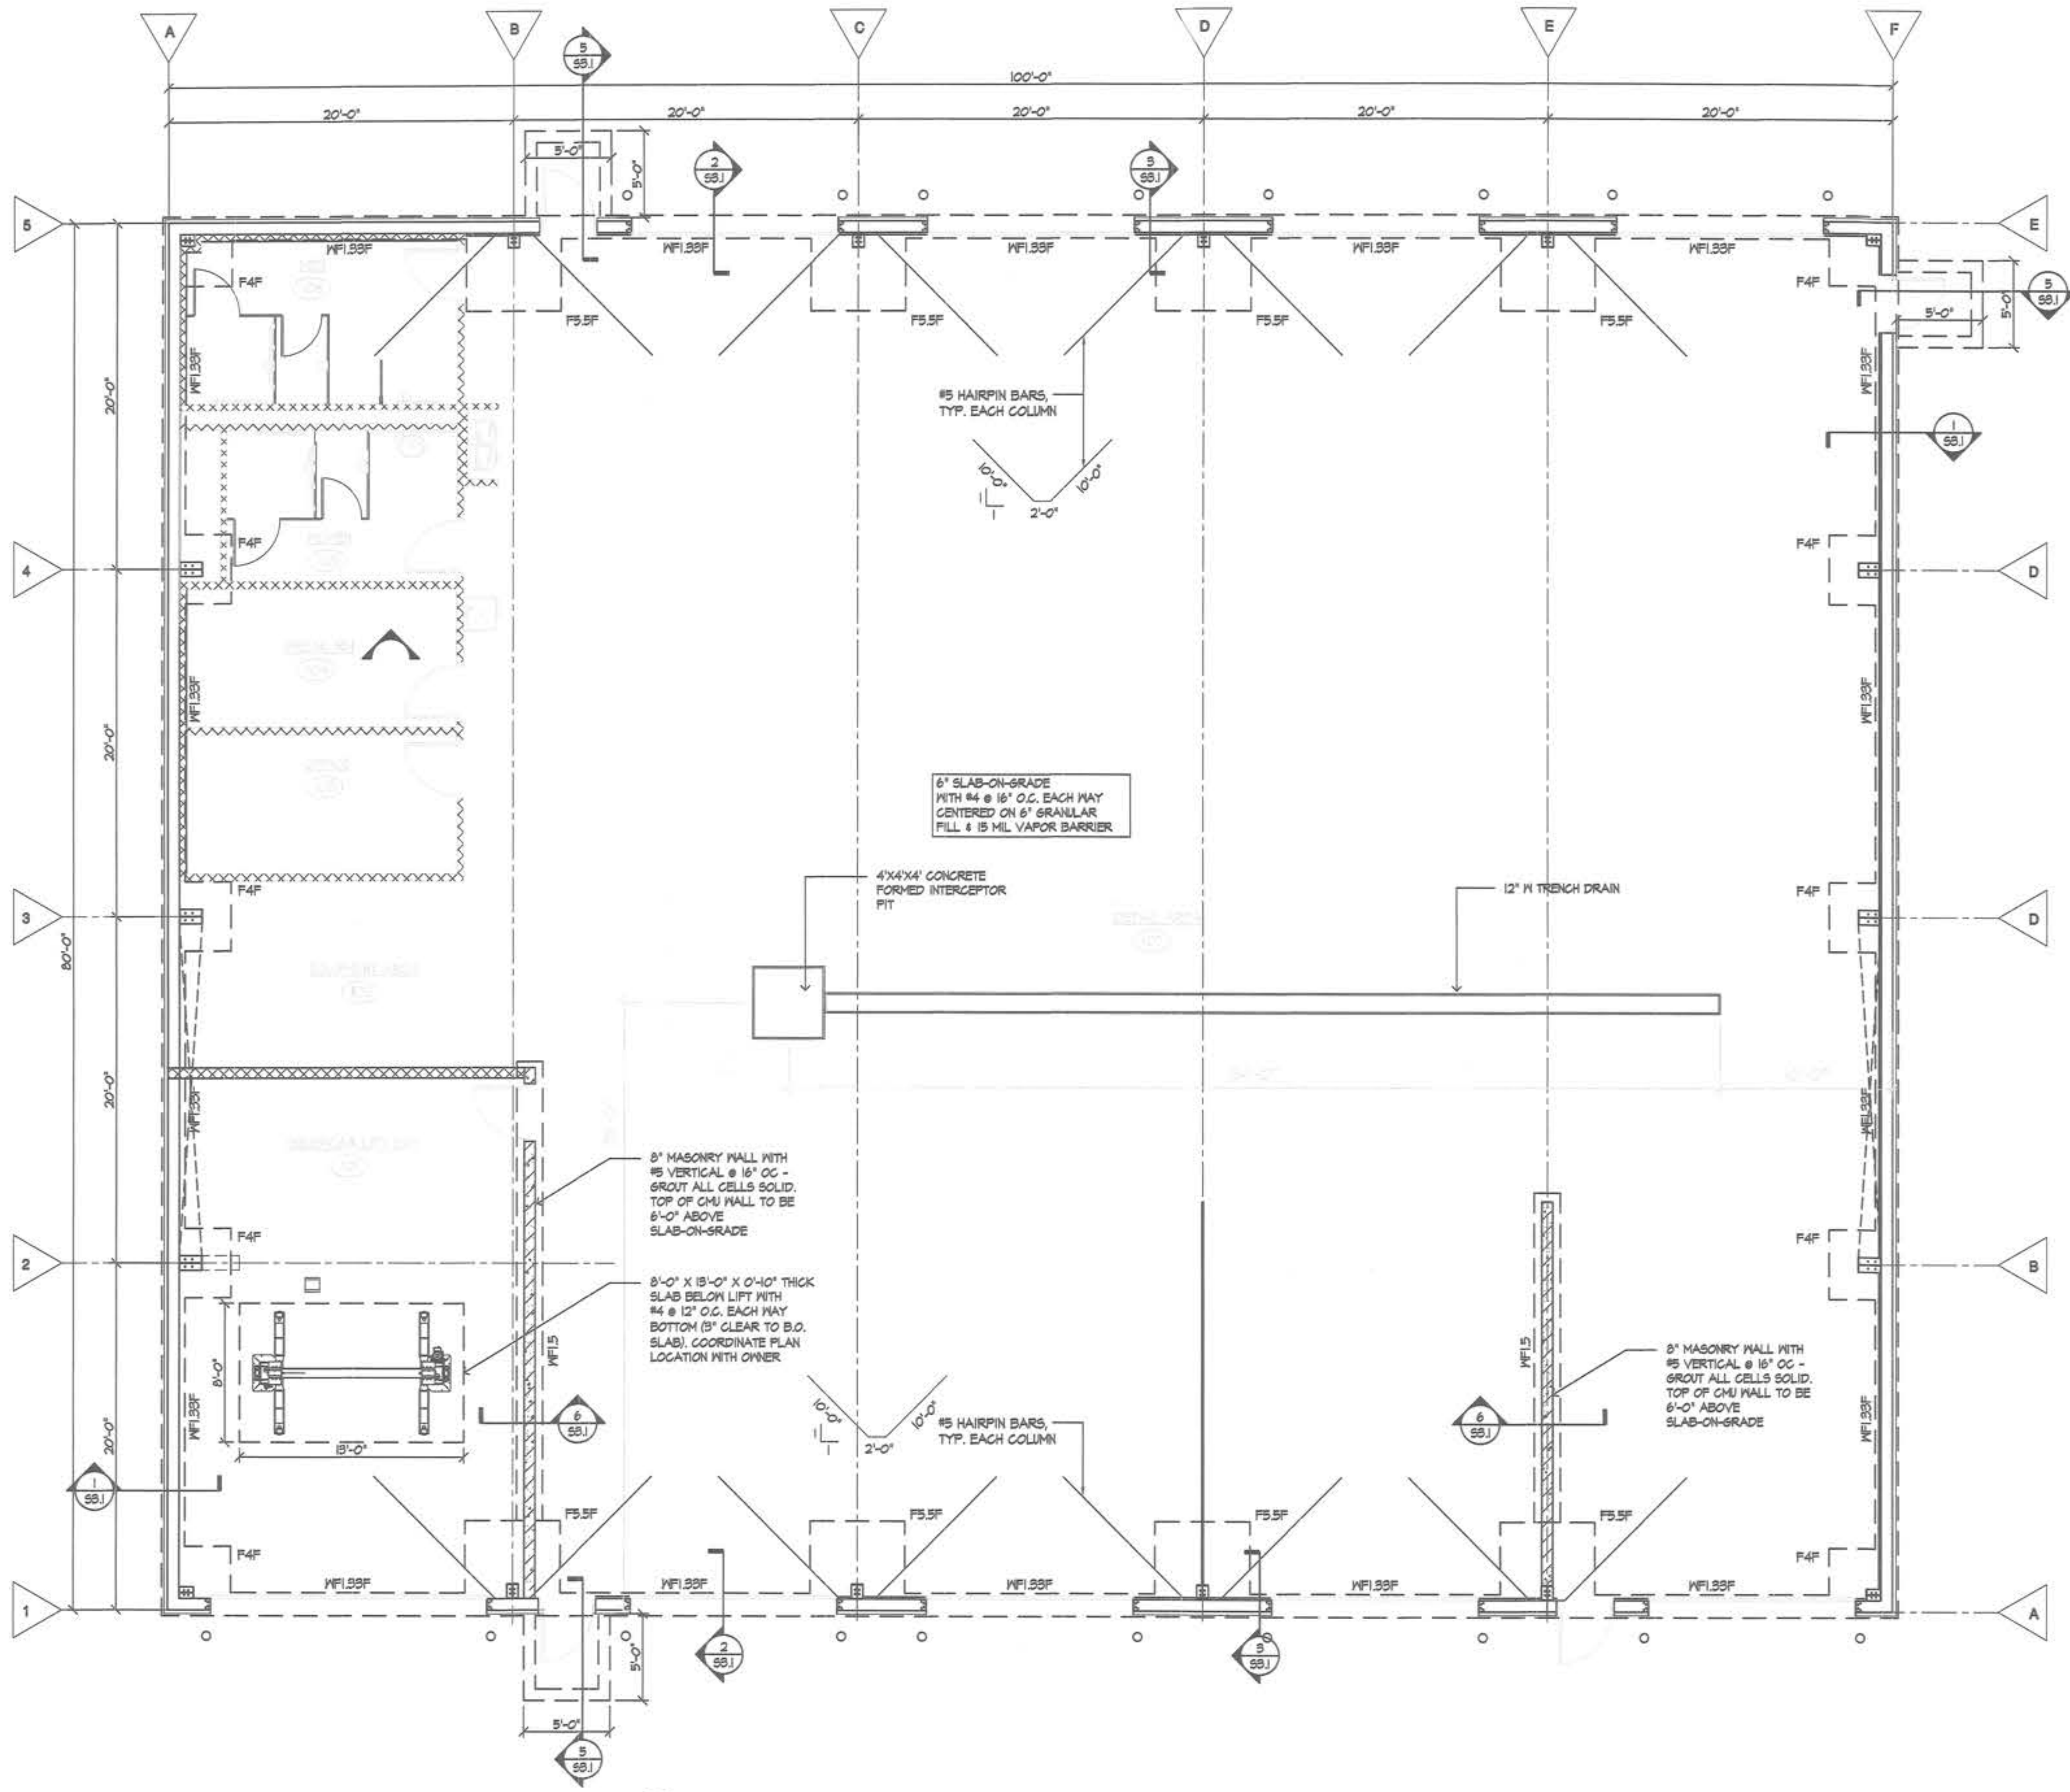 A
B
C
D
E
F
5
S3.1
100'-0"
20'-0"
20'-0"
20'-0"
20'-0"
20'-0"
5'-0"
5'-0"
2
S3.1
3
S3.1
5
E
WF1.33F
WF1.33F
WF1.33F
WF1.33F
WF1.33F
F4F
F4F
5
S3.1
5'-0"
5'-0"
F5.5F
F5.5F
F5.5F
F5.5F
WF1.33F
WF1.33F
20'-0"
#5 HAIRPIN BARS,
TYP. EACH COLUMN
1
S3.1
10'-0"
10'-0"
1
1
2'-0"
F4F
F4F
4
D
WF1.33F
WF1.33F
20'-0"
6" SLAB-ON-GRADE
WITH #4 @ 16" O.C. EACH WAY
CENTERED ON 6" GRANULAR
FILL & 15 MIL VAPOR BARRIER
4'X4'X4' CONCRETE
FORMED INTERCEPTOR
PIT
12" W TRENCH DRAIN
F4F
F4F
3
D
80'-0"
20'-0"
WF1.33F
WF1.33F
8" MASONRY WALL WITH
#5 VERTICAL @ 16" OC -
GROUT ALL CELLS SOLID.
TOP OF CMU WALL TO BE
6'-0" ABOVE
SLAB-ON-GRADE
F4F
F4F
2
B
8'-0" X 13'-0" X 0'-10" THICK
SLAB BELOW LIFT WITH
#4 @ 12" O.C. EACH WAY
BOTTOM (3" CLEAR TO B.O.
SLAB). COORDINATE PLAN
LOCATION WITH OWNER
WF1.5
WF1.5
8" MASONRY WALL WITH
#5 VERTICAL @ 16" OC -
GROUT ALL CELLS SOLID.
TOP OF CMU WALL TO BE
6'-0" ABOVE
SLAB-ON-GRADE
8'-0"
WF1.33F
WF1.33F
20'-0"
13'-0"
6
S3.1
10'-0"
10'-0"
1
1
2'-0"
#5 HAIRPIN BARS,
TYP. EACH COLUMN
6
S3.1
1
S3.1
F5.5F
F5.5F
F5.5F
F5.5F
F4F
F4F
WF1.33F
WF1.33F
WF1.33F
WF1.33F
WF1.33F
1
A
2
S3.1
3
S3.1
5'-0"
5'-0"
5
S3.1